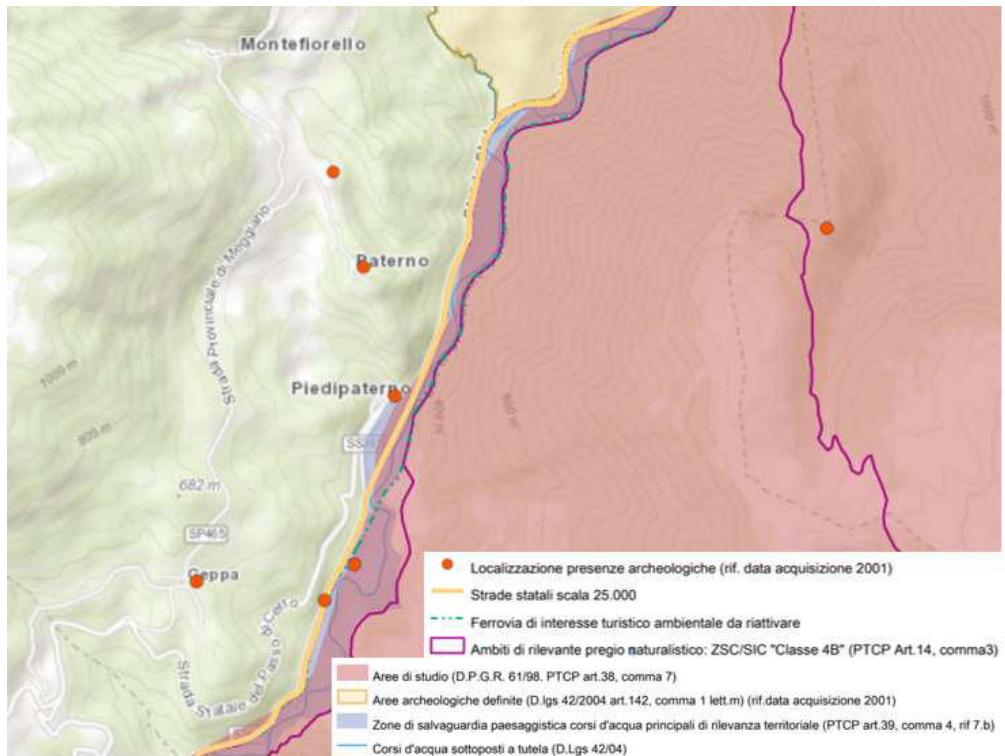 Montefiorello
1000 m
Strada Provinciale di Meggiano
Paterno
Piedipaterno
1000 m
800 m
682 m
SP465
Geppa
Strada Statale del Passo di Cerro
Localizzazione presenze archeologiche (rif. data acquisizione 2001)
Strade statali scala 25.000
Ferrovia di interesse turistico ambientale da riattivare
Ambiti di rilevante pregio naturalistico: ZSC/SIC "Classe 4B" (PTCP Art.14, comma3)
Aree di studio (D.P.G.R. 61/98. PTCP art.38, comma 7)
Aree archeologiche definite (D.lgs 42/2004 art.142, comma 1 lett.m) (rif.data acquisizione 2001)
Zone di salvaguardia paesaggistica corsi d'acqua principali di rilevanza territoriale (PTCP art.39, comma 4, rif 7.b)
Corsi d'acqua sottoposti a tutela (D.Lgs 42/04)